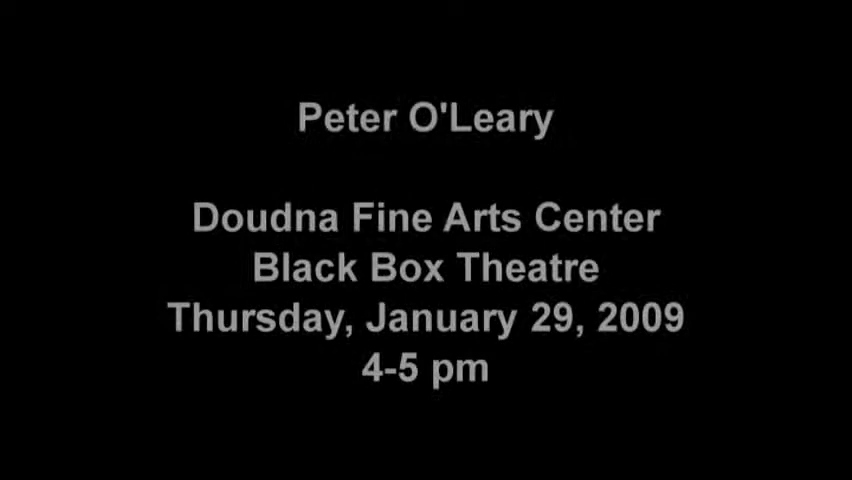 Peter O'Leary
Doudna Fine Arts Center
Black Box Theatre
Thursday, January 29, 2009
4-5 pm